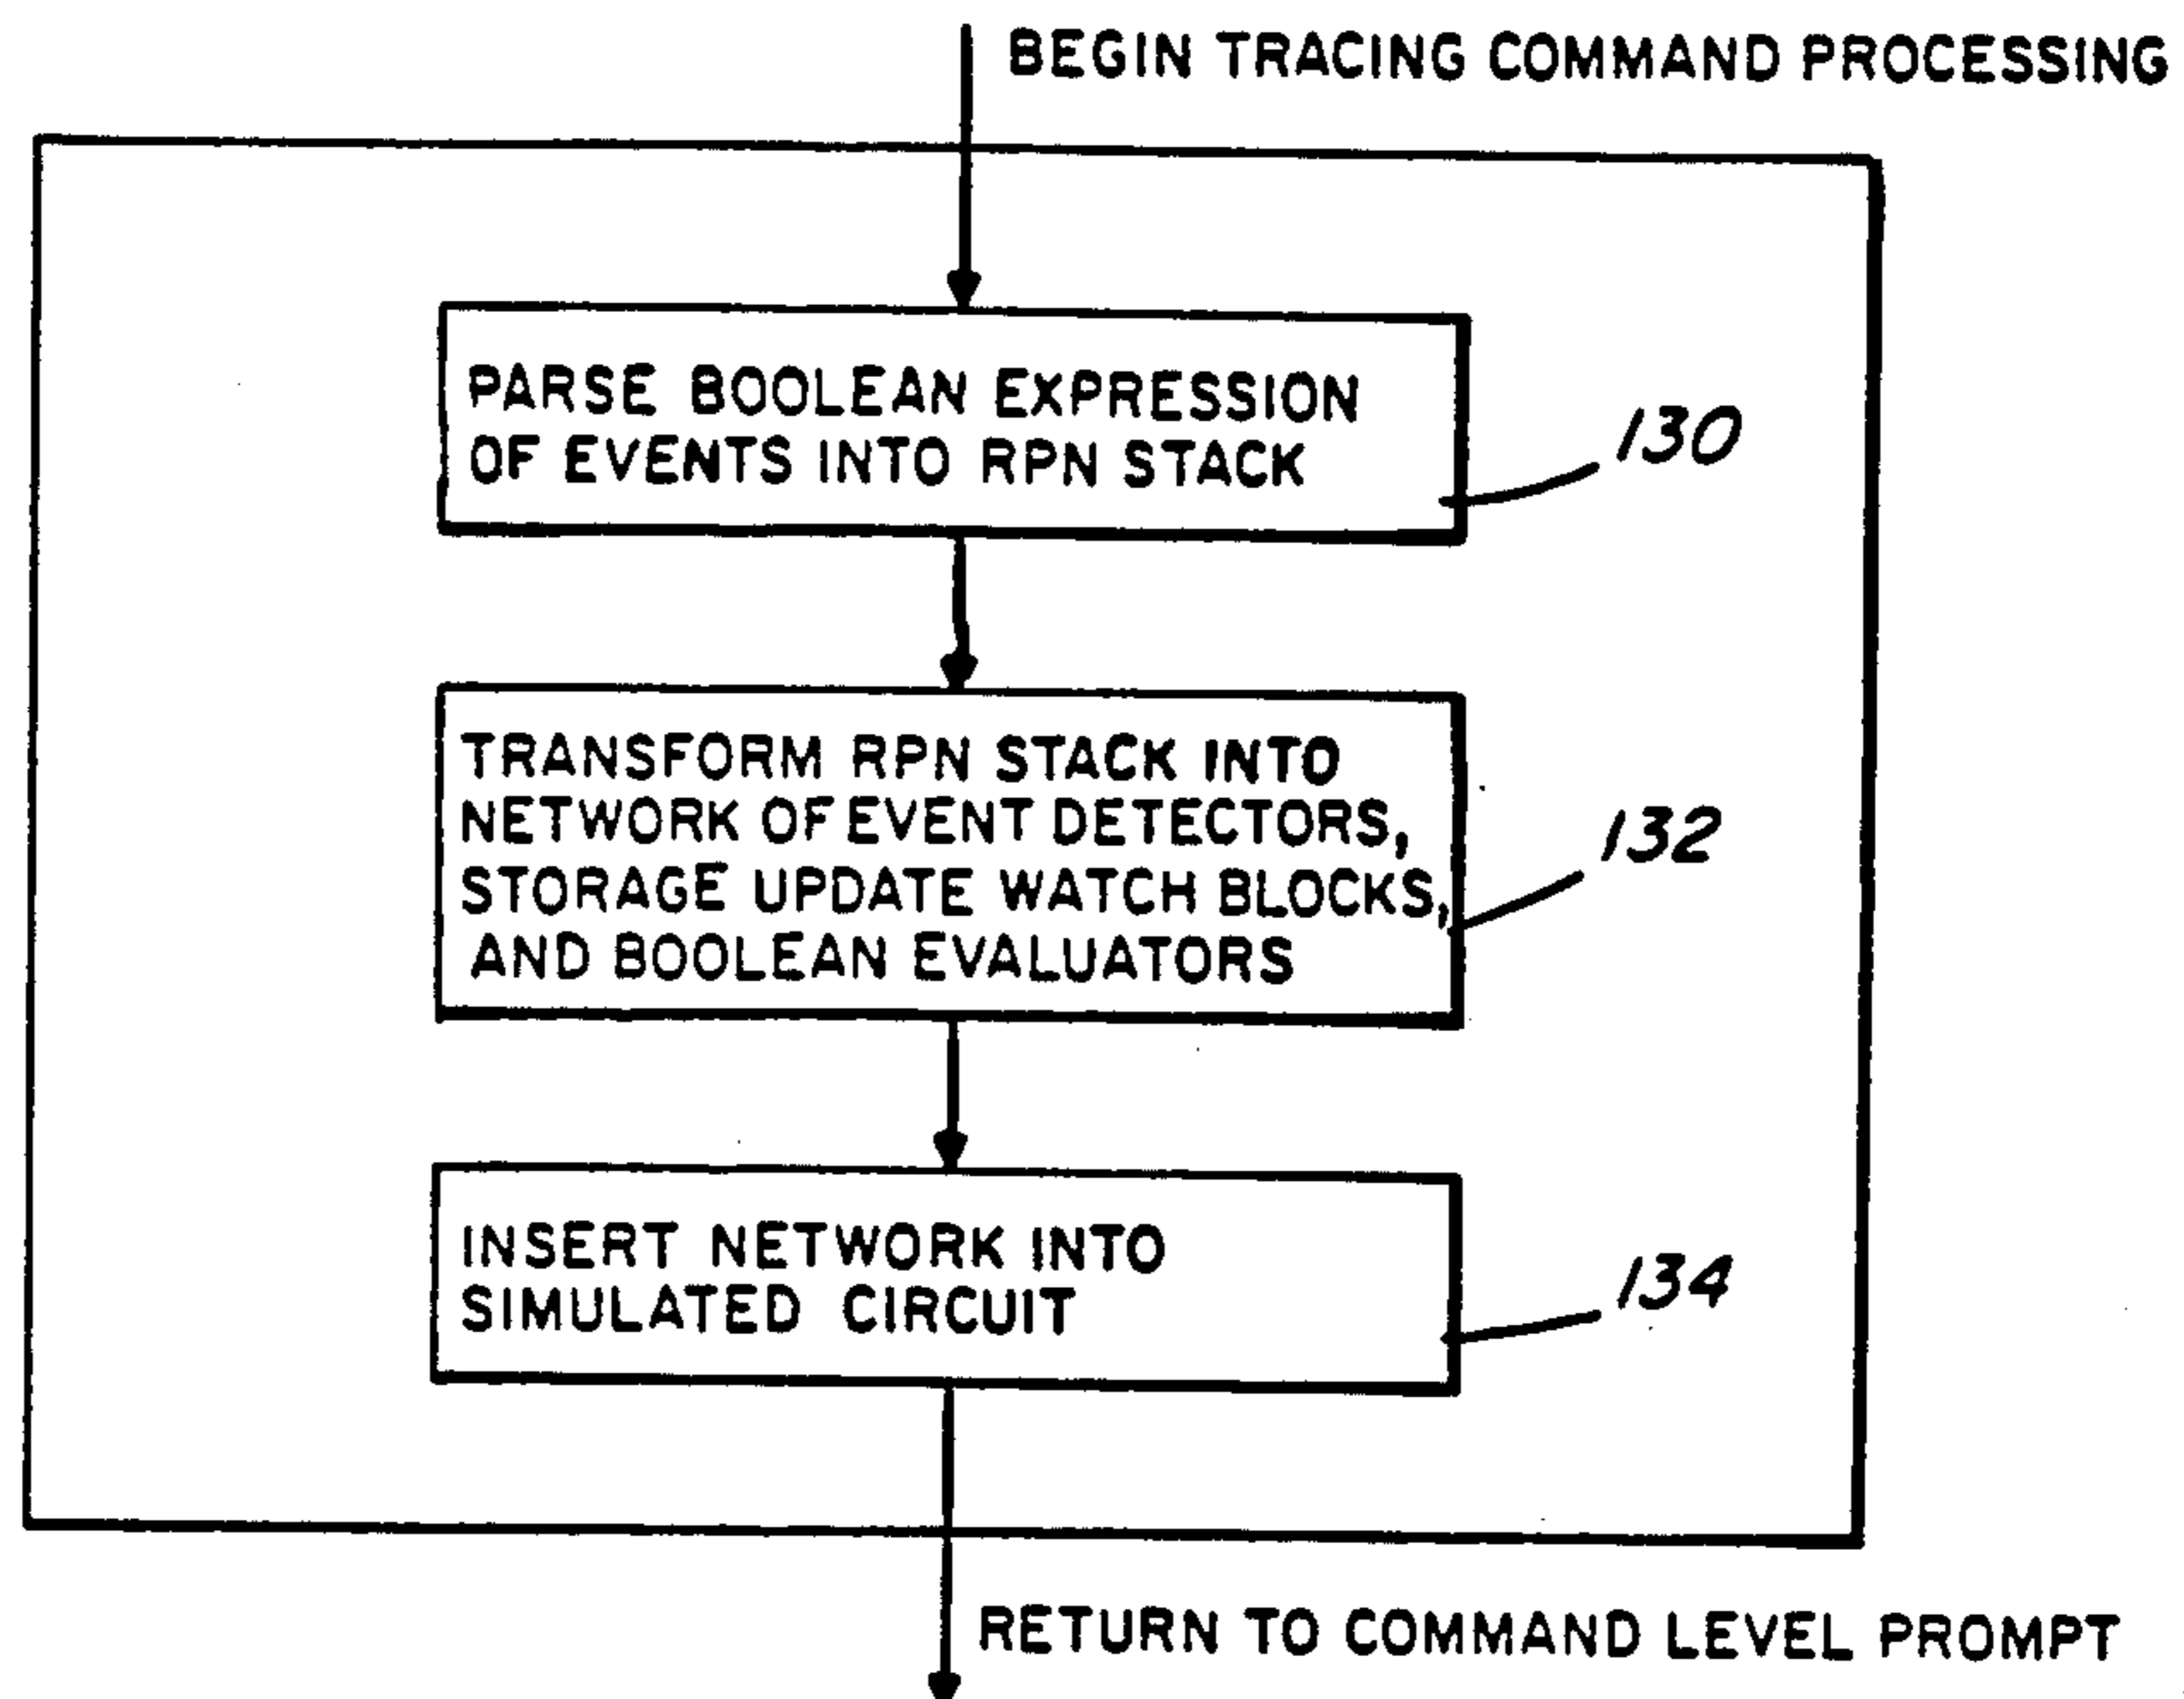 BEGIN TRACING COMMAND PROCESSING
PARSE BOOLEAN EXPRESSION
OF EVENTS INTO RPN STACK
130
TRANSFORM RPN STACK INTO
NETWORK OF EVENT DETECTORS,
STORAGE UPDATE WATCH BLOCKS,
AND BOOLEAN EVALUATORS
132
INSERT NETWORK INTO
SIMULATED CIRCUIT
134
RETURN TO COMMAND LEVEL PROMPT